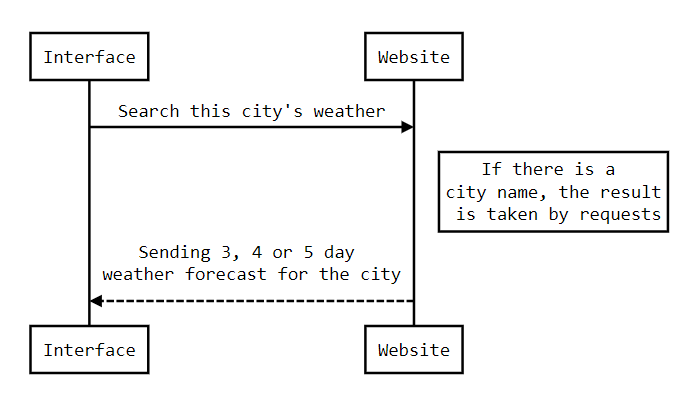 Interface
Website
Search this city's weather
If there is a
city name, the result
is taken by requests
Sending 3, 4 or 5 day
weather forecast for the city
Interface
Website